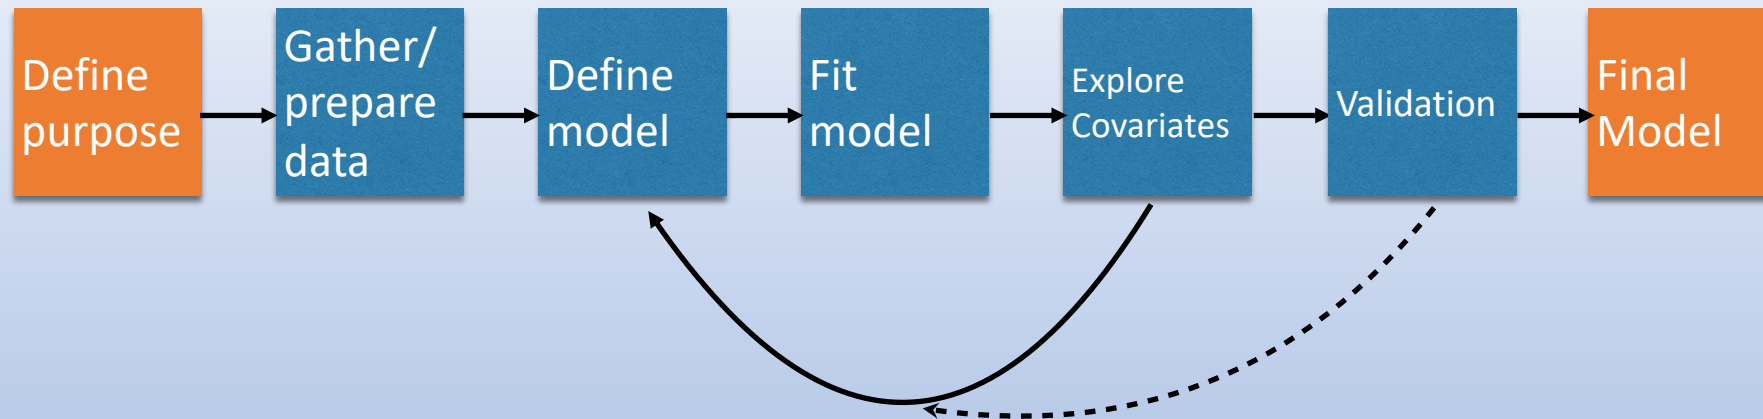 Define
purpose
Gather/
prepare
data
Define
model
Fit
model
Explore
Covariates
Validation
Final
Model